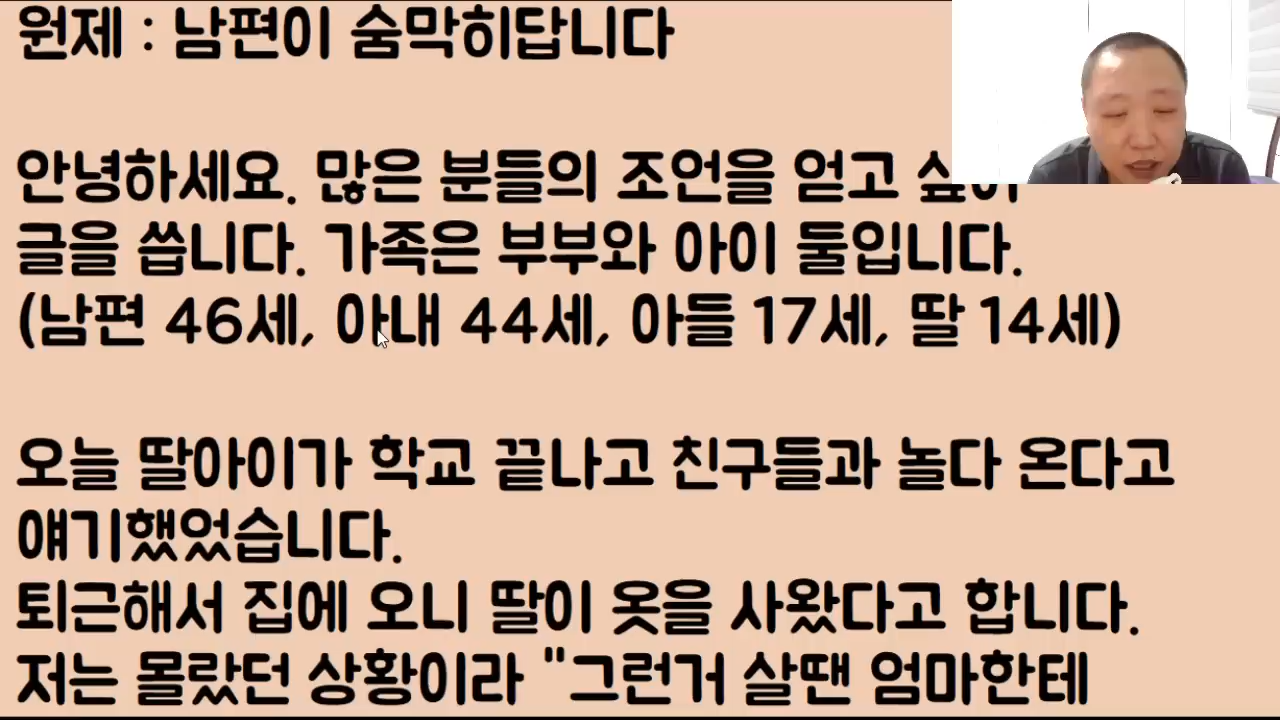 원제 : 남편이 숨막히답니다
안녕하세요. 많은 분들의 조언을 얻고 싶어
글을 씁니다. 가족은 부부와 아이 둘입니다.
(남편 46세, 아내 44세, 아들 17세, 딸 14세)
오늘 딸아이가 학교 끝나고 친구들과 놀다 온다고
얘기했었습니다.
퇴근해서 집에 오니 딸이 옷을 사왔다고 합니다.
저는 몰랐던 상황이라 "그런거 살땐 엄마한테